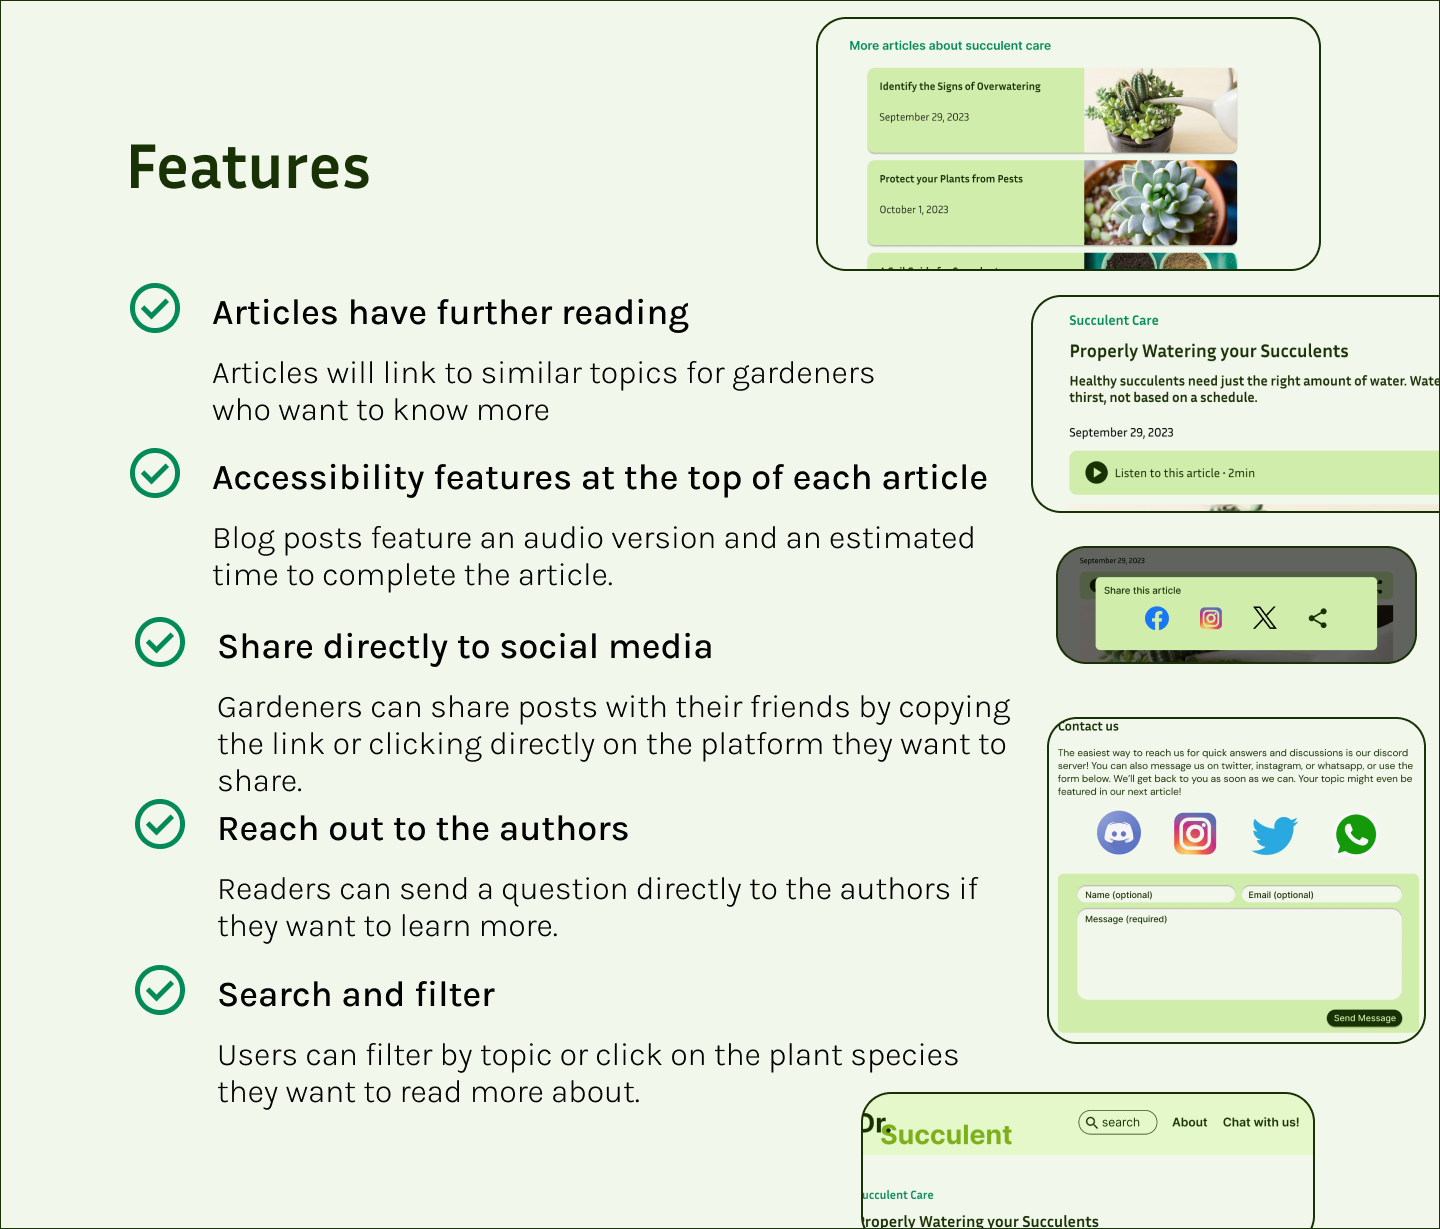 Features
Articles have further reading
Articles will link to similar topics for gardeners
who want to know more
Accessibility features at the top of each article
Blog posts feature an audio version and an estimated
time to complete the article.
Share directly to social media
Gardeners can share posts with their friends by copying
the link or clicking directly on the platform they want to
share.
Reach out to the authors
Readers can send a question directly to the authors if
they want to learn more.
Search and filter
Users can filter by topic or click on the plant species
they want to read more about.
More articles about succulent care
Identify the Signs of Overwatering
September 29, 2023
Protect your Plants from Pests
October 1, 2023
Succulent Care
Properly Watering your Succulents
Healthy succulents need just the right amount of water. Wate
thirst, not based on a schedule.
September 29, 2023
Listen to this article · 2min
September 29, 2023
Share this article
Contact us
The easiest way to reach us for quick answers and discussions is our discord
server! You can also message us on twitter, instagram, or whatsapp, or use the
form below. We'll get back to you as soon as we can. Your topic might even be
featured in our next article!
Name (optional)
Email (optional)
Message (required)
Send Message
Dr.
Succulent
search
About
Chat with us!
ucculent Care
roperly Watering your Succulents